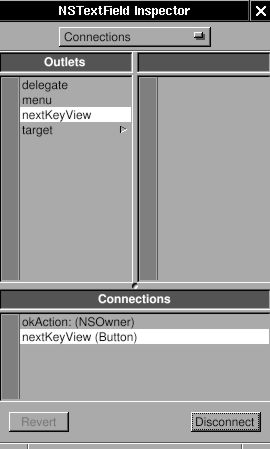 NSTextField Inspector
Connections
Outlets
delegate
menu
nextKeyView
target
Connections
okAction: (NSOwner)
nextKeyView (Button)
Revert
Disconnect